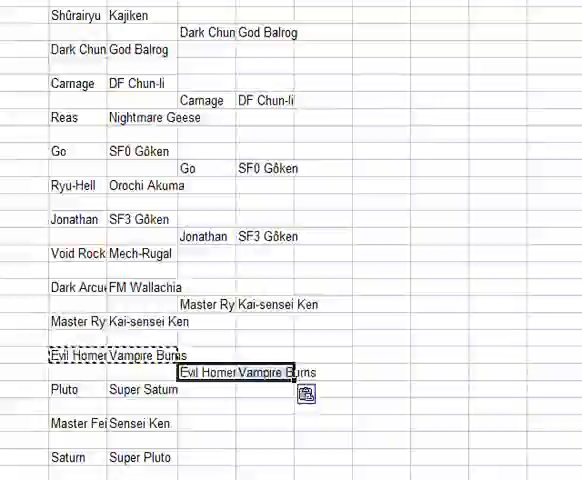 Shûrairyu Kajiken
Dark Chun God Balrog
Dark Chun God Balrog
Carnage DF Chun-li
Carnage DF Chun-li
Reas Nightmare Geese
Go SF0 Gôken
Go SF0 Gôken
Ryu-Hell Orochi Akuma
Jonathan SF3 Gôken
Jonathan SF3 Gôken
Void Rock Mech-Rugal
Dark Arcue FM Wallachia
Master Ry Kai-sensei Ken
Master Ry Kai-sensei Ken
Evil Homer Vampire Burns
Evil Homer Vampire Burns
Pluto Super Saturn
Master Fei Sensei Ken
Saturn Super Pluto